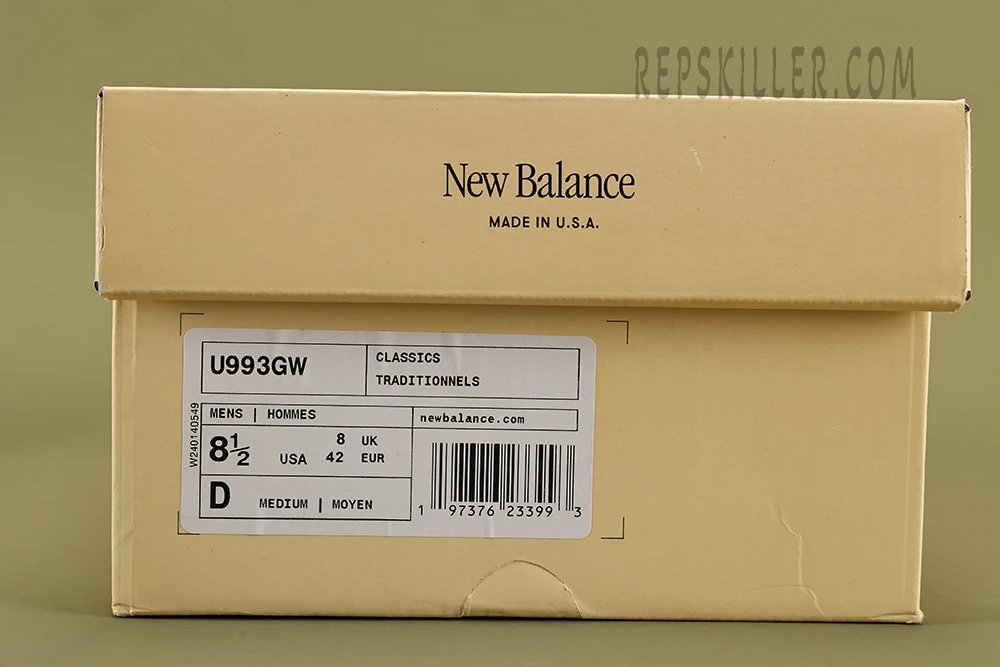 REPSKILLER.COM
New Balance
MADE IN U.S.A.
U993GW
CLASSICS
TRADITIONNELS
W240140549
MENS | HOMMES
newbalance.com
8½ USA 8 UK
42 EUR
D MEDIUM | MOYEN
1 97376 23399 3